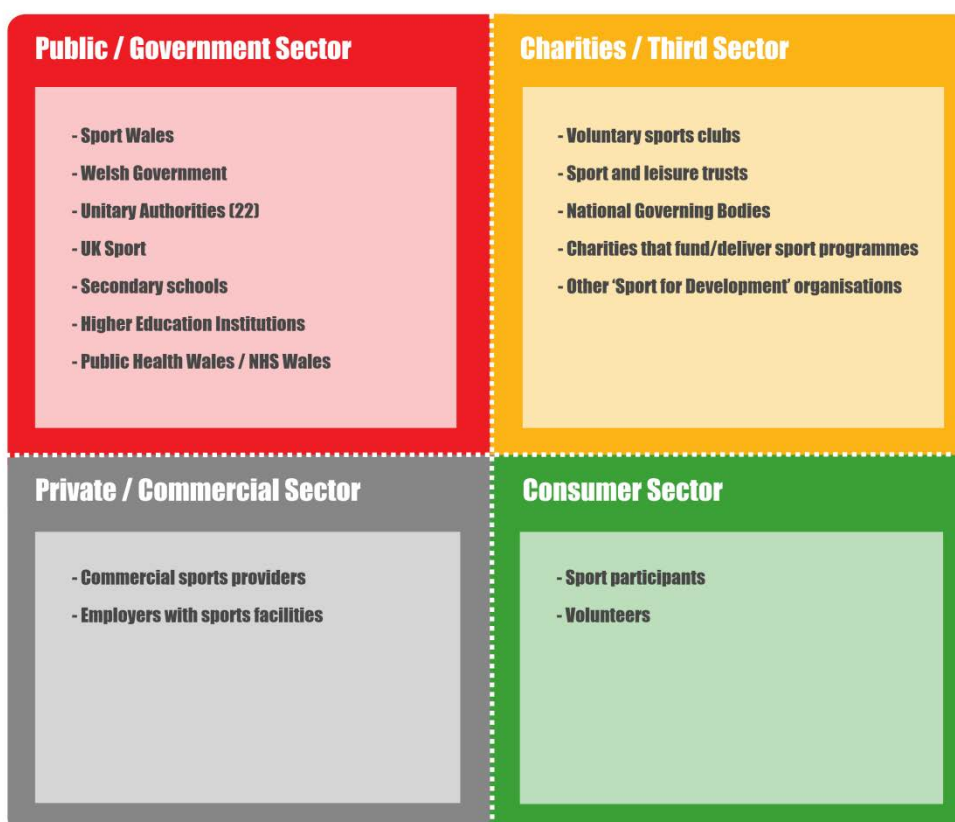 Public / Government Sector
- Sport Wales
- Welsh Government
- Unitary Authorities (22)
- UK Sport
- Secondary schools
- Higher Education Institutions
- Public Health Wales / NHS Wales
Charities / Third Sector
- Voluntary sports clubs
- Sport and leisure trusts
- National Governing Bodies
- Charities that fund/deliver sport programmes
- Other ‘Sport for Development’ organisations
Private / Commercial Sector
- Commercial sports providers
- Employers with sports facilities
Consumer Sector
- Sport participants
- Volunteers